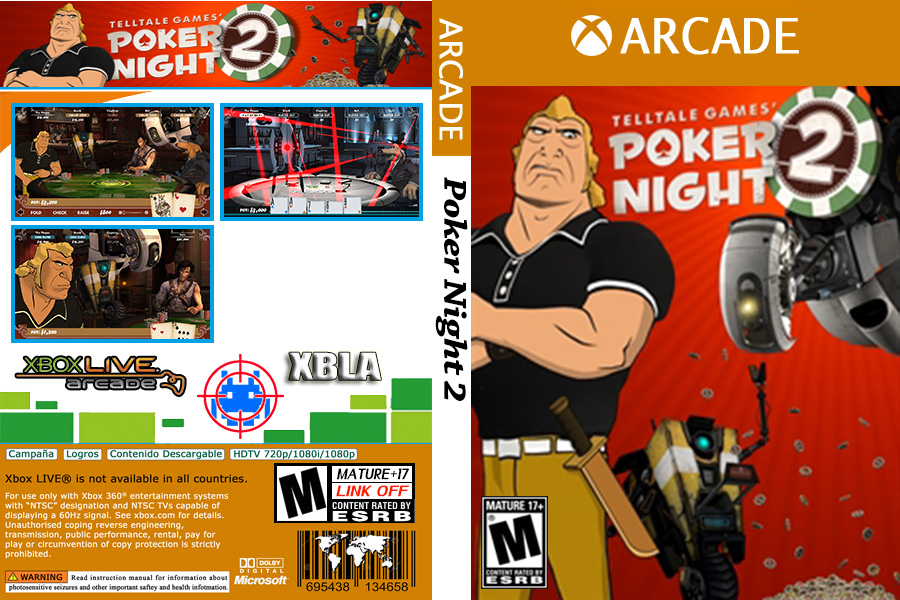 TELLTALE GAMES'
POKER
NIGHT 2
FOLD CHECK RAISE $800
XBOX LIVE
arcade
XBLA
Campaña Logros Contenido Descargable HDTV 720p/1080i/1080p
Xbox LIVE® is not available in all countries.
For use only with Xbox 360® entertainment systems
with “NTSC” designation and NTSC TVs capable of
displaying a 60Hz signal. See xbox.com for details.
Unauthorised coping reverse engineering,
transmission, public performance, rental, pay for
play or circumvention of copy protection is strictly
prohibited.
WARNING Read instruction manual for information about
photosensitive seizures and other important saftey and health infotmation.
M
MATURE+17
LINK OFF
CONTENT RATED BY
ESRB
DOLBY
DIGITAL
Microsoft
695438 134658
ARCADE
Poker Night 2
ARCADE
TELLTALE GAMES'
POKER
NIGHT 2
MATURE 17+
M
CONTENT RATED BY
ESRB